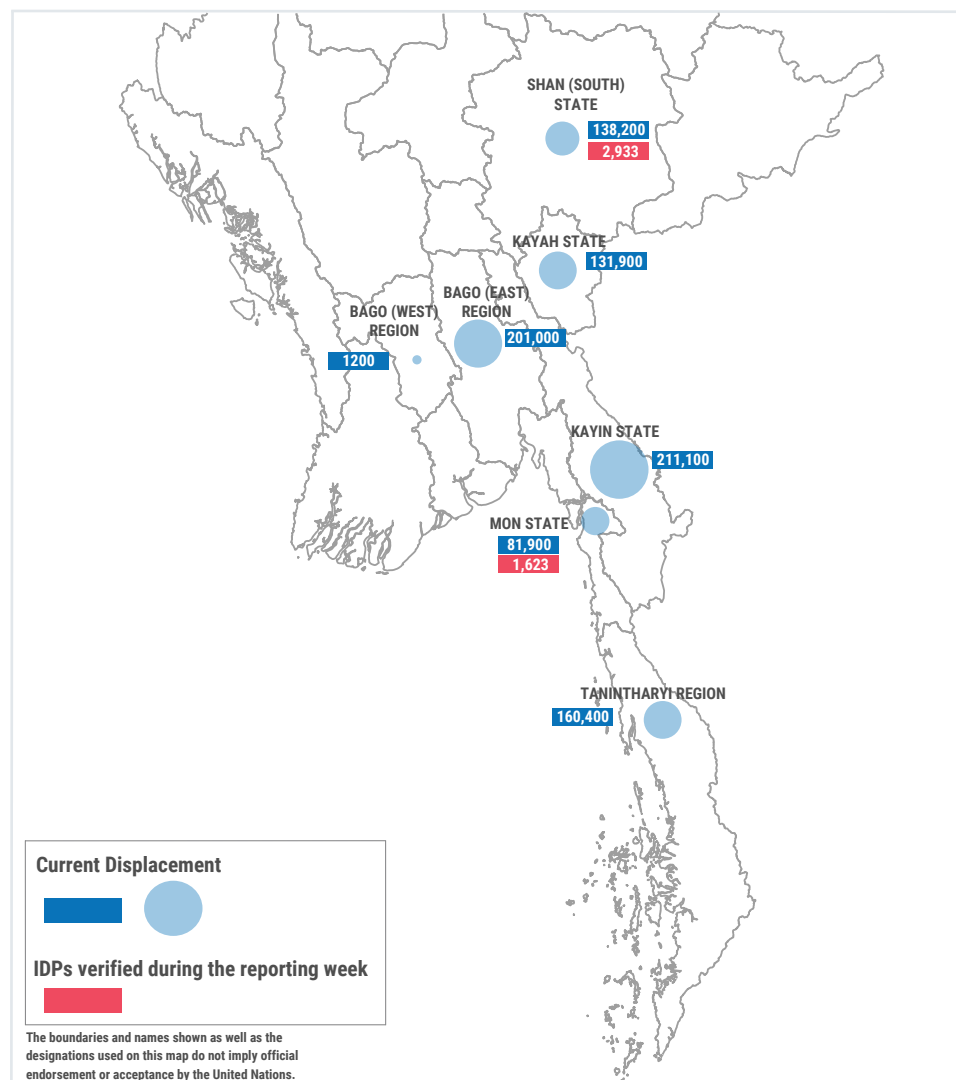 SHAN (SOUTH)
STATE
138,200
2,933
KAYAH STATE
131,900
BAGO (EAST)
REGION
201,000
BAGO (WEST)
REGION
1200
KAYIN STATE
211,100
MON STATE
81,900
1,623
TANINTHARYI REGION
160,400
Current Displacement
IDPs verified during the reporting week
The boundaries and names shown as well as the
designations used on this map do not imply official
endorsement or acceptance by the United Nations.